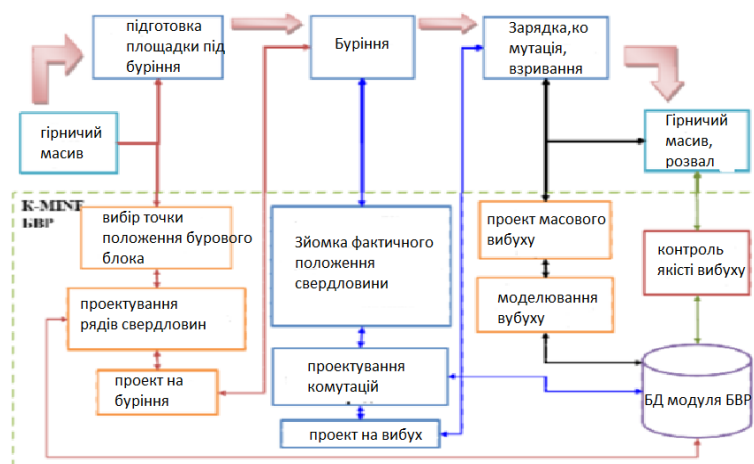 підготовка
площадки під
буріння
Буріння
Зарядка,ко
мутація,
взривання
гірничий
масив
Гірничий
масив,
розвал
K-MINE
БВР
вибір точки
положення бурового
блока
Зйомка фактичного
положення
свердловини
проект масового
вибуху
контроль
якісті вибуху
проектування
рядів свердловин
моделювання
вубуху
проект на
буріння
проектування
комутацій
БД модуля БВР
проект на вибух